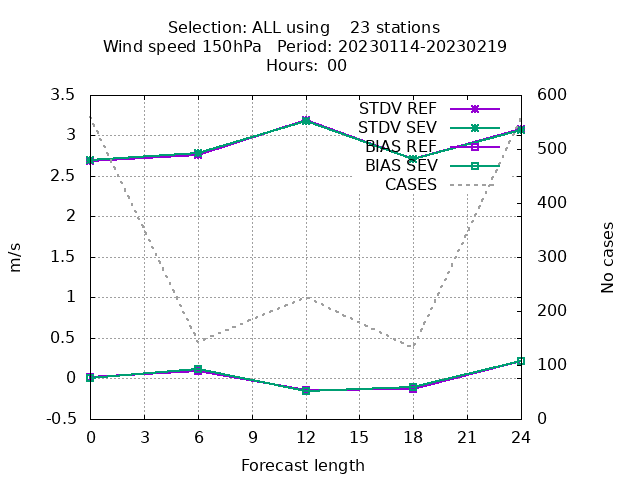 Selection: ALL using    23 stations
Wind speed 150hPa   Period: 20230114-20230219
Hours: 00
3.5
3
2.5
2
1.5
1
0.5
0
-0.5
m/s
STDV REF
STDV SEV
BIAS REF
BIAS SEV
CASES
600
500
400
300
200
100
0
No cases
0 3 6 9 12 15 18 21 24
Forecast length